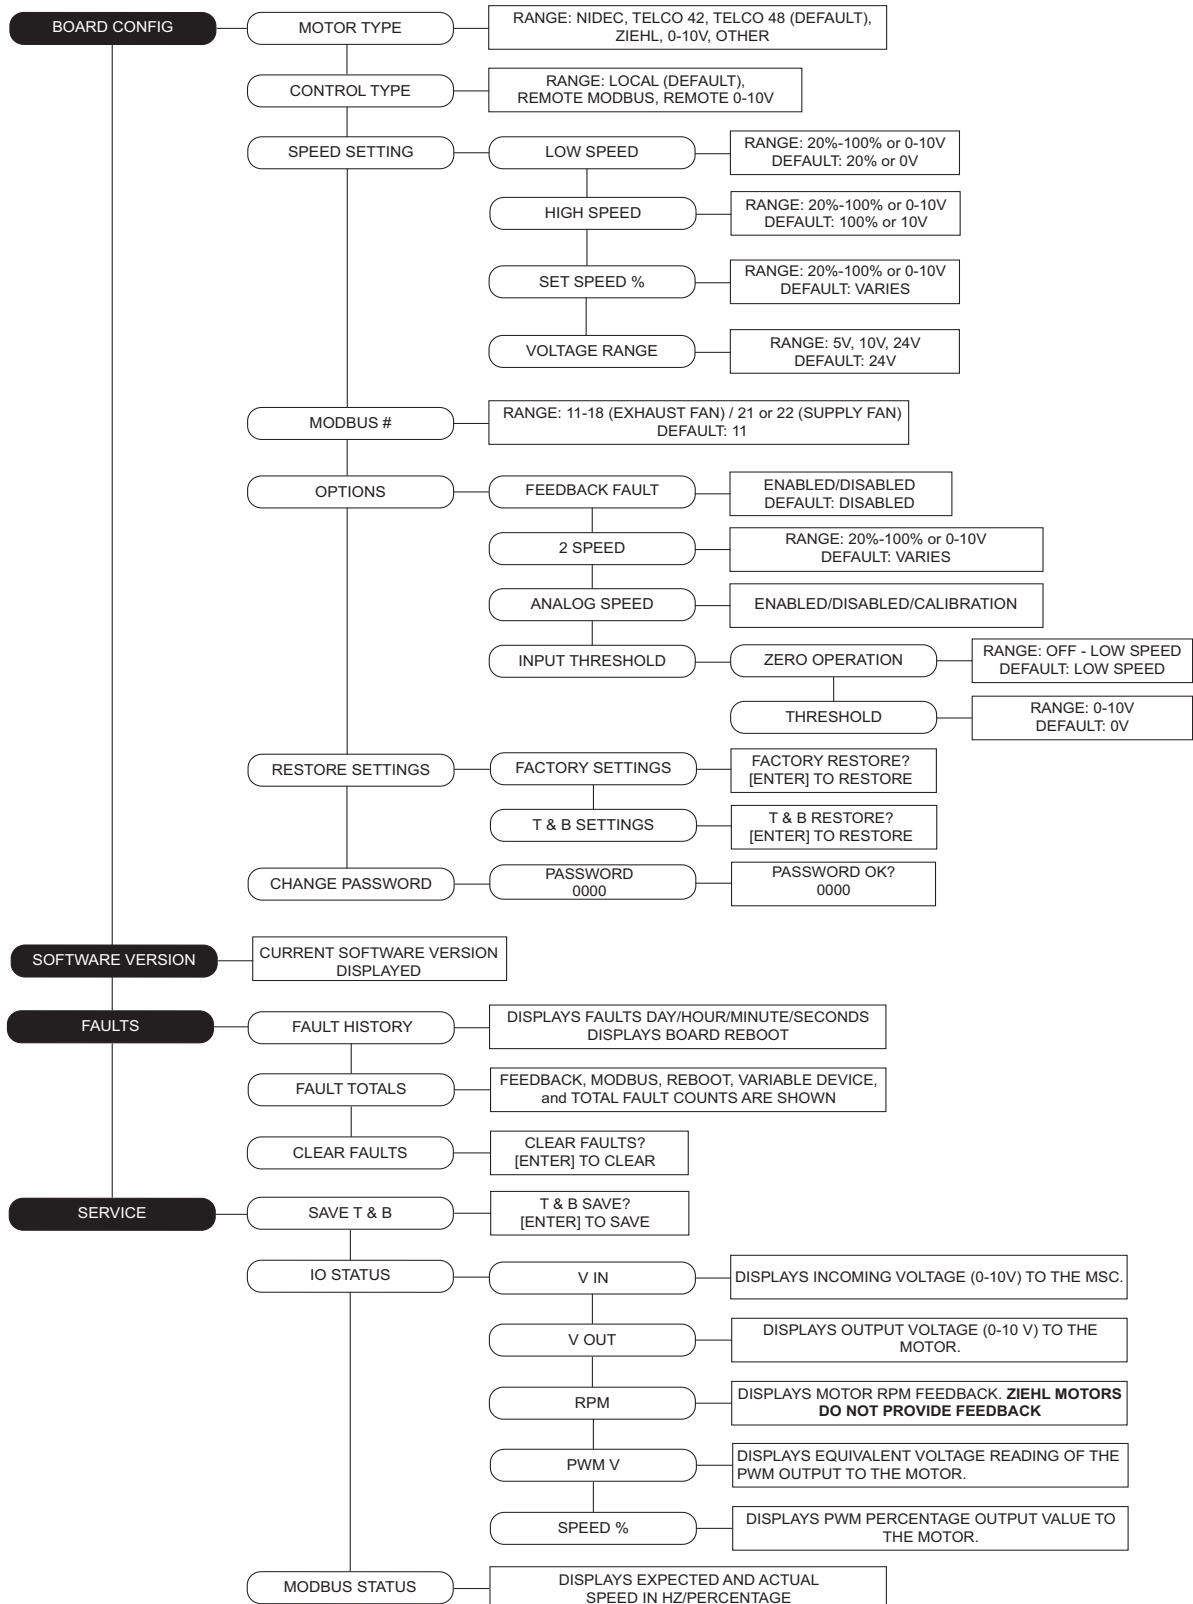 BOARD CONFIG
MOTOR TYPE
RANGE: NIDEC, TELCO 42, TELCO 48 (DEFAULT),
ZIEHL, 0-10V, OTHER
CONTROL TYPE
RANGE: LOCAL (DEFAULT),
REMOTE MODBUS, REMOTE 0-10V
SPEED SETTING
LOW SPEED
RANGE: 20%-100% or 0-10V
DEFAULT: 20% or 0V
HIGH SPEED
RANGE: 20%-100% or 0-10V
DEFAULT: 100% or 10V
SET SPEED %
RANGE: 20%-100% or 0-10V
DEFAULT: VARIES
VOLTAGE RANGE
RANGE: 5V, 10V, 24V
DEFAULT: 24V
MODBUS #
RANGE: 11-18 (EXHAUST FAN) / 21 or 22 (SUPPLY FAN)
DEFAULT: 11
OPTIONS
FEEDBACK FAULT
ENABLED/DISABLED
DEFAULT: DISABLED
2 SPEED
RANGE: 20%-100% or 0-10V
DEFAULT: VARIES
ANALOG SPEED
ENABLED/DISABLED/CALIBRATION
INPUT THRESHOLD
ZERO OPERATION
RANGE: OFF - LOW SPEED
DEFAULT: LOW SPEED
THRESHOLD
RANGE: 0-10V
DEFAULT: 0V
RESTORE SETTINGS
FACTORY SETTINGS
FACTORY RESTORE?
[ENTER] TO RESTORE
T & B SETTINGS
T & B RESTORE?
[ENTER] TO RESTORE
CHANGE PASSWORD
PASSWORD
0000
PASSWORD OK?
0000
SOFTWARE VERSION
CURRENT SOFTWARE VERSION
DISPLAYED
FAULTS
FAULT HISTORY
DISPLAYS FAULTS DAY/HOUR/MINUTE/SECONDS
DISPLAYS BOARD REBOOT
FAULT TOTALS
FEEDBACK, MODBUS, REBOOT, VARIABLE DEVICE,
and TOTAL FAULT COUNTS ARE SHOWN
CLEAR FAULTS
CLEAR FAULTS?
[ENTER] TO CLEAR
SERVICE
SAVE T & B
T & B SAVE?
[ENTER] TO SAVE
IO STATUS
V IN
DISPLAYS INCOMING VOLTAGE (0-10V) TO THE MSC.
V OUT
DISPLAYS OUTPUT VOLTAGE (0-10 V) TO THE
MOTOR.
RPM
DISPLAYS MOTOR RPM FEEDBACK. ZIEHL MOTORS
DO NOT PROVIDE FEEDBACK
PWM V
DISPLAYS EQUIVALENT VOLTAGE READING OF THE
PWM OUTPUT TO THE MOTOR.
SPEED %
DISPLAYS PWM PERCENTAGE OUTPUT VALUE TO
THE MOTOR.
MODBUS STATUS
DISPLAYS EXPECTED AND ACTUAL
SPEED IN HZ/PERCENTAGE